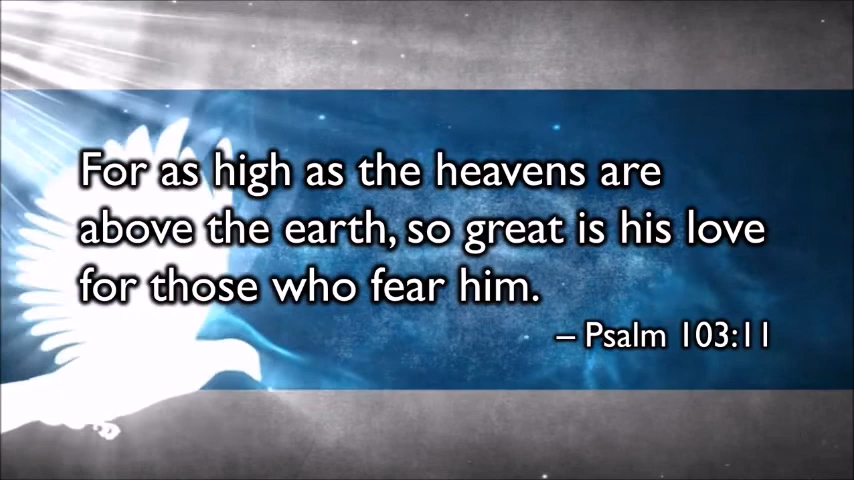 For as high as the heavens are
above the earth, so great is his love
for those who fear him.
– Psalm 103:11